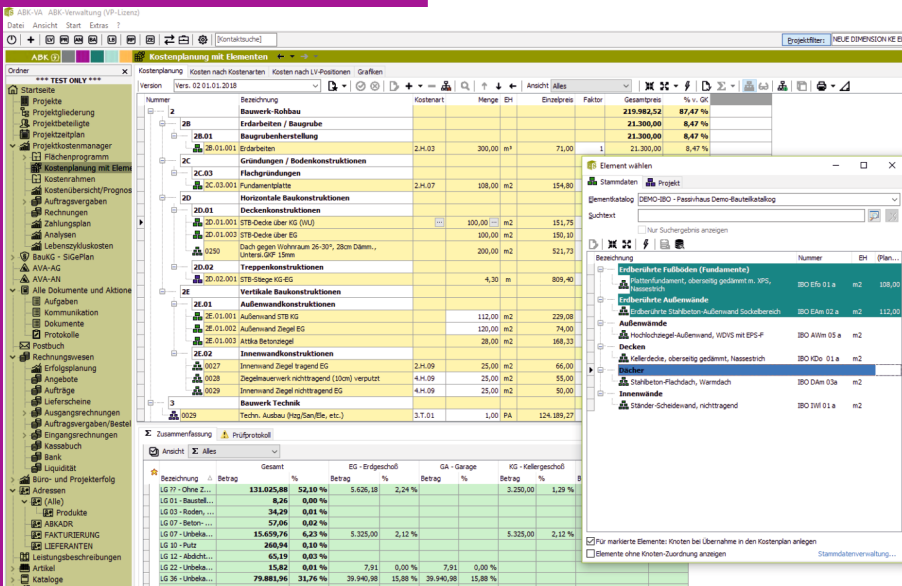 ABK-VA ABK-Verwaltung (VP-Lizenz)
Datei Ansicht Start Extras ?
LV PR AN BA LB RP ZE [Kontaktsuche] Projektfilter: NEUE DIMENSION KE
ABK Kostenplanung mit Elementen
Ordner x
*** TEST ONLY ***
Startseite
Projekte
Projektgliederung
Projektbeteiligte
Projektzeitplan
Projektkostenmanager
Flächenprogramm
Kostenplanung mit Eleme
Kostenrahmen
Kostenübersicht/Prognos
Auftragsvergaben
Rechnungen
Zahlungsplan
Analysen
Lebenszykluskosten
BauKG - SiGePlan
AVA-AG
AVA-AN
Alle Dokumente und Aktione
Aufgaben
Kommunikation
Dokumente
Protokolle
Postbuch
Rechnungswesen
Erfolgsplanung
Angebote
Aufträge
Lieferscheine
Ausgangsrechnungen
Auftragsvergaben/Bestel
Eingangsrechnungen
Kassabuch
Bank
Liquidität
Büro- und Projekterfolg
Adressen
(Alle)
Produkte
ABKADR
FAKTURIERUNG
LIEFERANTEN
Leistungsbeschreibungen
Artikel
Kataloge
Kostenplanung Kosten nach Kostenarten Kosten nach LV-Positionen Grafiken
Version Vers. 02 01.01.2018 Ansicht Alles
Nummer Bezeichnung Kostenart Menge EH Einzelpreis Faktor Gesamtpreis % v. GK
2 Bauwerk-Rohbau 219.982,52 87,47 %
2B Erdarbeiten / Baugrube 21.300,00 8,47 %
2B.01 Baugrubenherstellung 21.300,00 8,47 %
2B.01.001 Erdarbeiten 2.H.03 300,00 m³ 71,00 1 21.300,00 8,47 %
2C Gründungen / Bodenkonstruktionen
2C.03 Flachgründungen
2C.03.001 Fundamentplatte 2.H.07 108,00 m2 154,80
2D Horizontale Baukonstruktionen
2D.01 Deckenkonstruktionen
2D.01.001 STB-Decke über KG (WU) 100,00 m2 151,75
2D.01.003 STB-Decke über EG 100,00 m2 150,10
0250 Dach gegen Wohnraum 26-30°, 28cm Dämm., Untersi.GKF 15mm 200,00 m2 521,73
2D.02 Treppenkonstruktionen
2D.02.001 STB-Stiege KG-EG 4,30 m 809,40
2E Vertikale Baukonstruktionen
2E.01 Außenwandkonstruktionen
2E.01.001 Außenwand STB KG 112,00 m2 229,08
2E.01.002 Aussenwand Ziegel EG 120,00 m2 74,00
2E.01.003 Attika Betonziegel 28,00 m2 168,33
2E.02 Innenwandkonstruktionen
0027 Innenwand Ziegel tragend EG 2.H.09 25,00 m2 66,00
0028 Ziegelmauerwerk nichttragend (10cm) verputzt 4.H.09 25,00 m2 55,00
0029 Innenwand Ziegel nichttragend EG 4.H.09 25,00 m2 50,00
3 Bauwerk Technik
0029 Techn. Ausbau (Hzg/San/Ele, etc.) 3.T.01 1,00 PA 124.189,27
Σ Zusammenfassung Prüfprotokoll
Ansicht Σ Alles
Gesamt EG - Erdgeschoß GA - Garage KG - Kellergeschoß
Bezeichnung Betrag % Betrag % Betrag % Betrag %
LG ?? - Ohne Z... 131.025,88 52,10 % 5.626,18 2,24 % 3.250,00 1,29 %
LG 01 - Baustell... 8,26 0,00 %
LG 03 - Roden, ... 34,29 0,01 %
LG 07 - Beton- ... 57,06 0,02 %
LG 07 - Unbeka... 15.659,76 6,23 % 5.325,00 2,12 % 5.325,00 2,12 %
LG 10 - Putz 260,94 0,10 %
LG 12 - Abdicht... 65,19 0,03 %
LG 22 - Unbeka... 15,82 0,01 % 7,91 0,00 % 7,91 0,00 %
LG 36 - Unbeka... 79.881,96 31,76 % 39.940,98 15,88 % 39.940,98 15,88 %
Element wählen
Stammdaten Projekt
Elementkatalog DEMO-IBO - Passivhaus Demo-Bauteilkatalkog
Suchtext
Nur Suchergebnis anzeigen
Bezeichnung Nummer EH (Plan...
Erdberührte Fußböden (Fundamente)
Plattenfundament, oberseitig gedämmt m. XPS, Nassestrich IBO Efo 01 a m2 108,00
Erdberührte Außenwände
Erdberührte Stahlbeton-Außenwand Sockelbereich IBO EAm 02 a m2 112,00
Außenwämde
Hochlochziegel-Außenwand, WDVS mit EPS-F IBO AWm 05 a m2
Decken
Kellerdecke, oberseitig gedämmt, Nassestrich IBO KDo 01 a m2
Dächer
Stahlbeton-Flachdach, Warmdach IBO DAm 03a m2
Innenwände
Ständer-Scheidewand, nichttragend IBO IWl 01 a m2
Für markierte Elemente: Knoten bei Übernahme in den Kostenplan anlegen
Elemente ohne Knoten-Zuordnung anzeigen Stammdatenverwaltung...